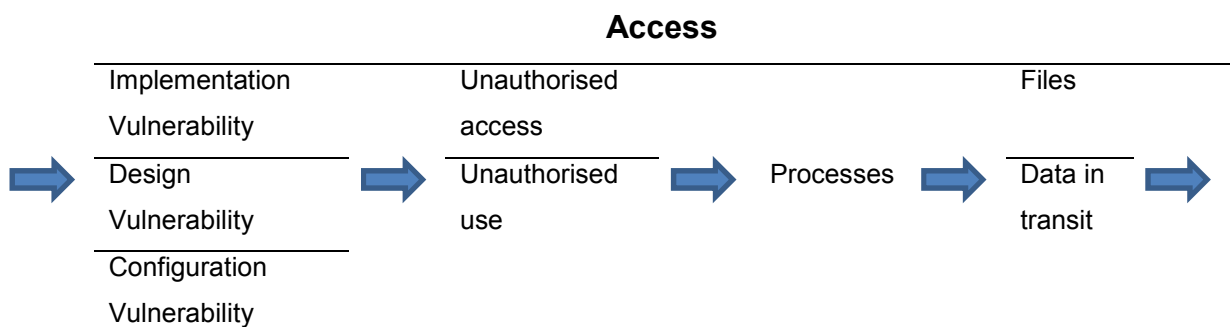 Access
Implementation
Vulnerability
Design
Vulnerability
Configuration
Vulnerability
Unauthorised
access
Unauthorised
use
Processes
Files
Data in
transit